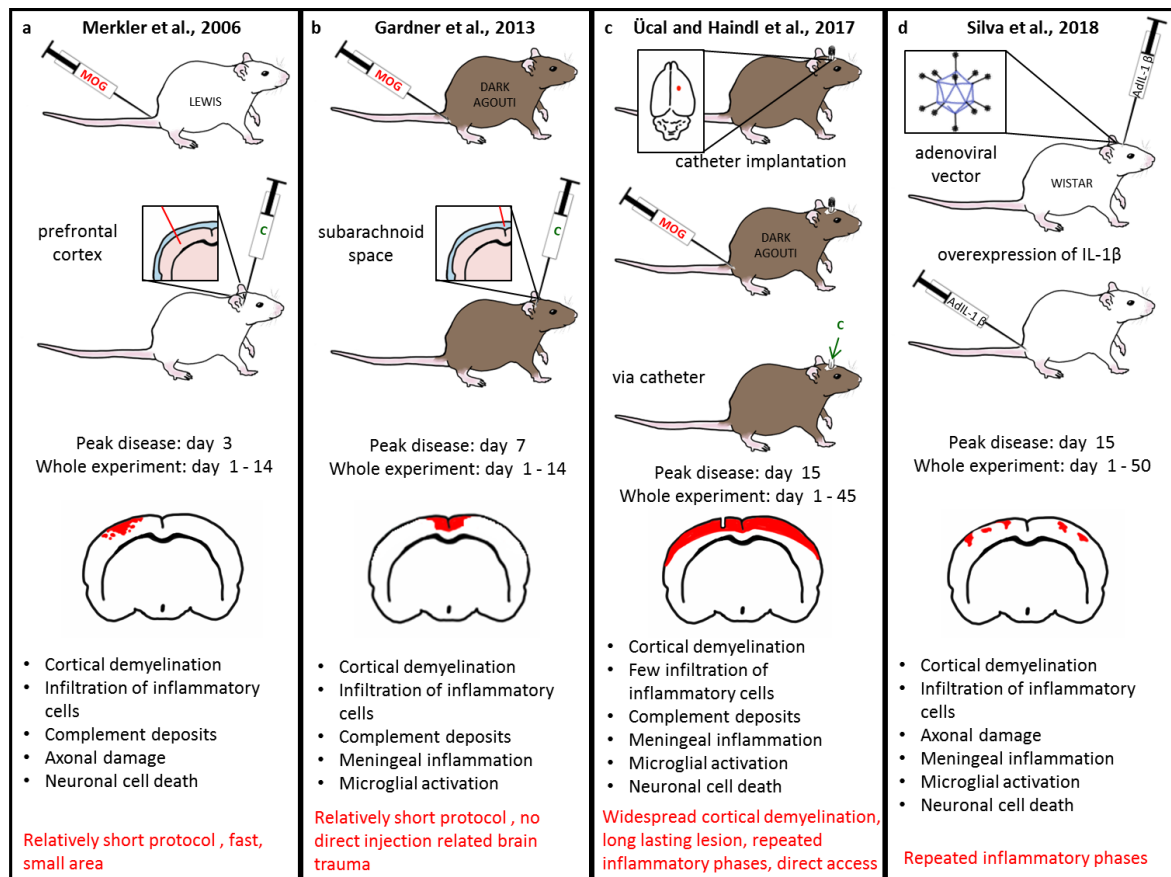 a Merkler et al., 2006
MOG
LEWIS
prefrontal
cortex
C
Peak disease: day 3
Whole experiment: day 1 - 14
• Cortical demyelination
• Infiltration of inflammatory
cells
• Complement deposits
• Axonal damage
• Neuronal cell death
Relatively short protocol , fast,
small area
b Gardner et al., 2013
MOG
DARK
AGOUTI
subarachnoid
space
C
Peak disease: day 7
Whole experiment: day 1 - 14
• Cortical demyelination
• Infiltration of inflammatory
cells
• Complement deposits
• Meningeal inflammation
• Microglial activation
Relatively short protocol , no
direct injection related brain
trauma
c Ücal and Haindl et al., 2017
catheter implantation
MOG
DARK
AGOUTI
C
via catheter
Peak disease: day 15
Whole experiment: day 1 - 45
• Cortical demyelination
• Few infiltration of
inflammatory cells
• Complement deposits
• Meningeal inflammation
• Microglial activation
• Neuronal cell death
Widespread cortical demyelination,
long lasting lesion, repeated
inflammatory phases, direct access
d Silva et al., 2018
AdIL-1 β
adenoviral
vector
WISTAR
overexpression of IL-1β
AdIL-1 β
Peak disease: day 15
Whole experiment: day 1 - 50
• Cortical demyelination
• Infiltration of inflammatory
cells
• Axonal damage
• Meningeal inflammation
• Microglial activation
• Neuronal cell death
Repeated inflammatory phases